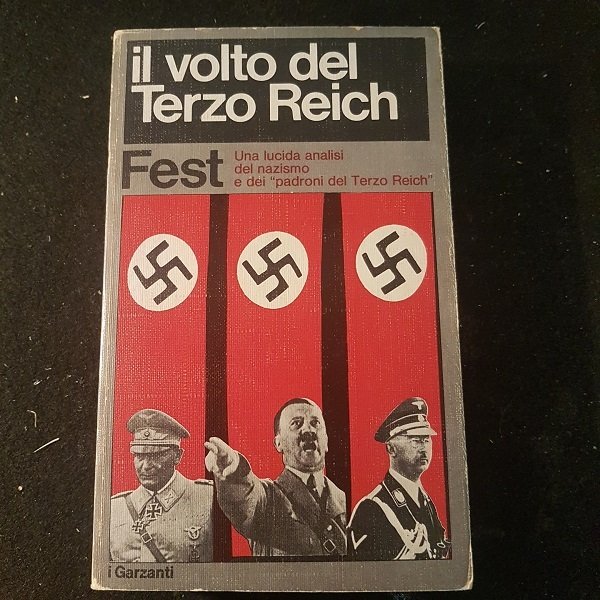 il volto del
Terzo Reich
Fest
Una lucida analisi
del nazismo
e dei "padroni del Terzo Reich"
i Garzanti